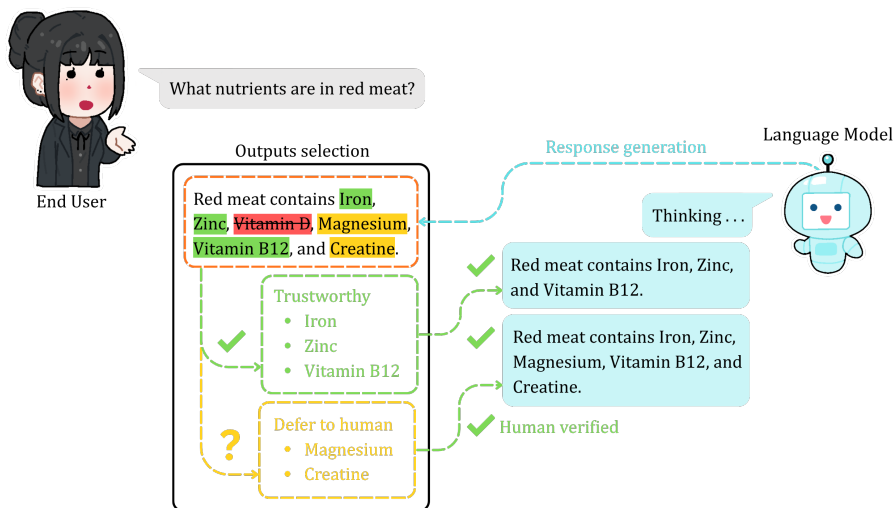 What nutrients are in red meat?
End User
Outputs selection
Red meat contains Iron,
Zinc, Vitamin D, Magnesium,
Vitamin B12, and Creatine.
Response generation
Language Model
Thinking . . .
Trustworthy
• Iron
• Zinc
• Vitamin B12
Red meat contains Iron, Zinc,
and Vitamin B12.
Red meat contains Iron, Zinc,
Magnesium, Vitamin B12, and
Creatine.
?
Defer to human
• Magnesium
• Creatine
Human verified